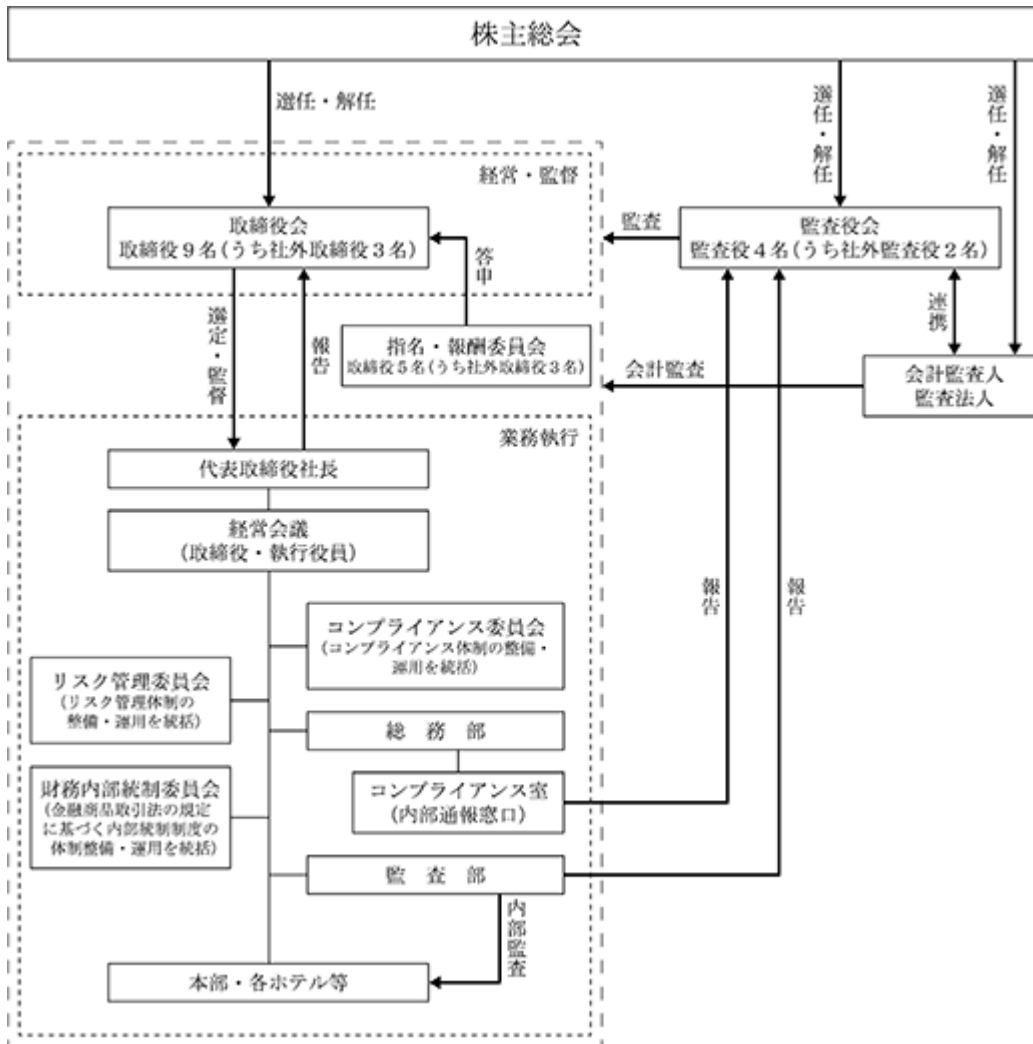 株主総会
選任・解任
選任・解任
選任・解任
経営・監督
取締役会
取締役9名(うち社外取締役3名)
監査
監査役会
監査役4名(うち社外監査役2名)
答申
選定・監督
報告
指名・報酬委員会
取締役5名(うち社外取締役3名)
連携
会計監査
会計監査人
監査法人
業務執行
代表取締役社長
経営会議
(取締役・執行役員)
報告
報告
コンプライアンス委員会
(コンプライアンス体制の整備・
運用を統括)
リスク管理委員会
(リスク管理体制の
整備・運用を統括)
総務部
財務内部統制委員会
(金融商品取引法の規定
に基づく内部統制制度の
体制整備・運用を統括)
コンプライアンス室
(内部通報窓口)
監査部
内部監査
本部・各ホテル等